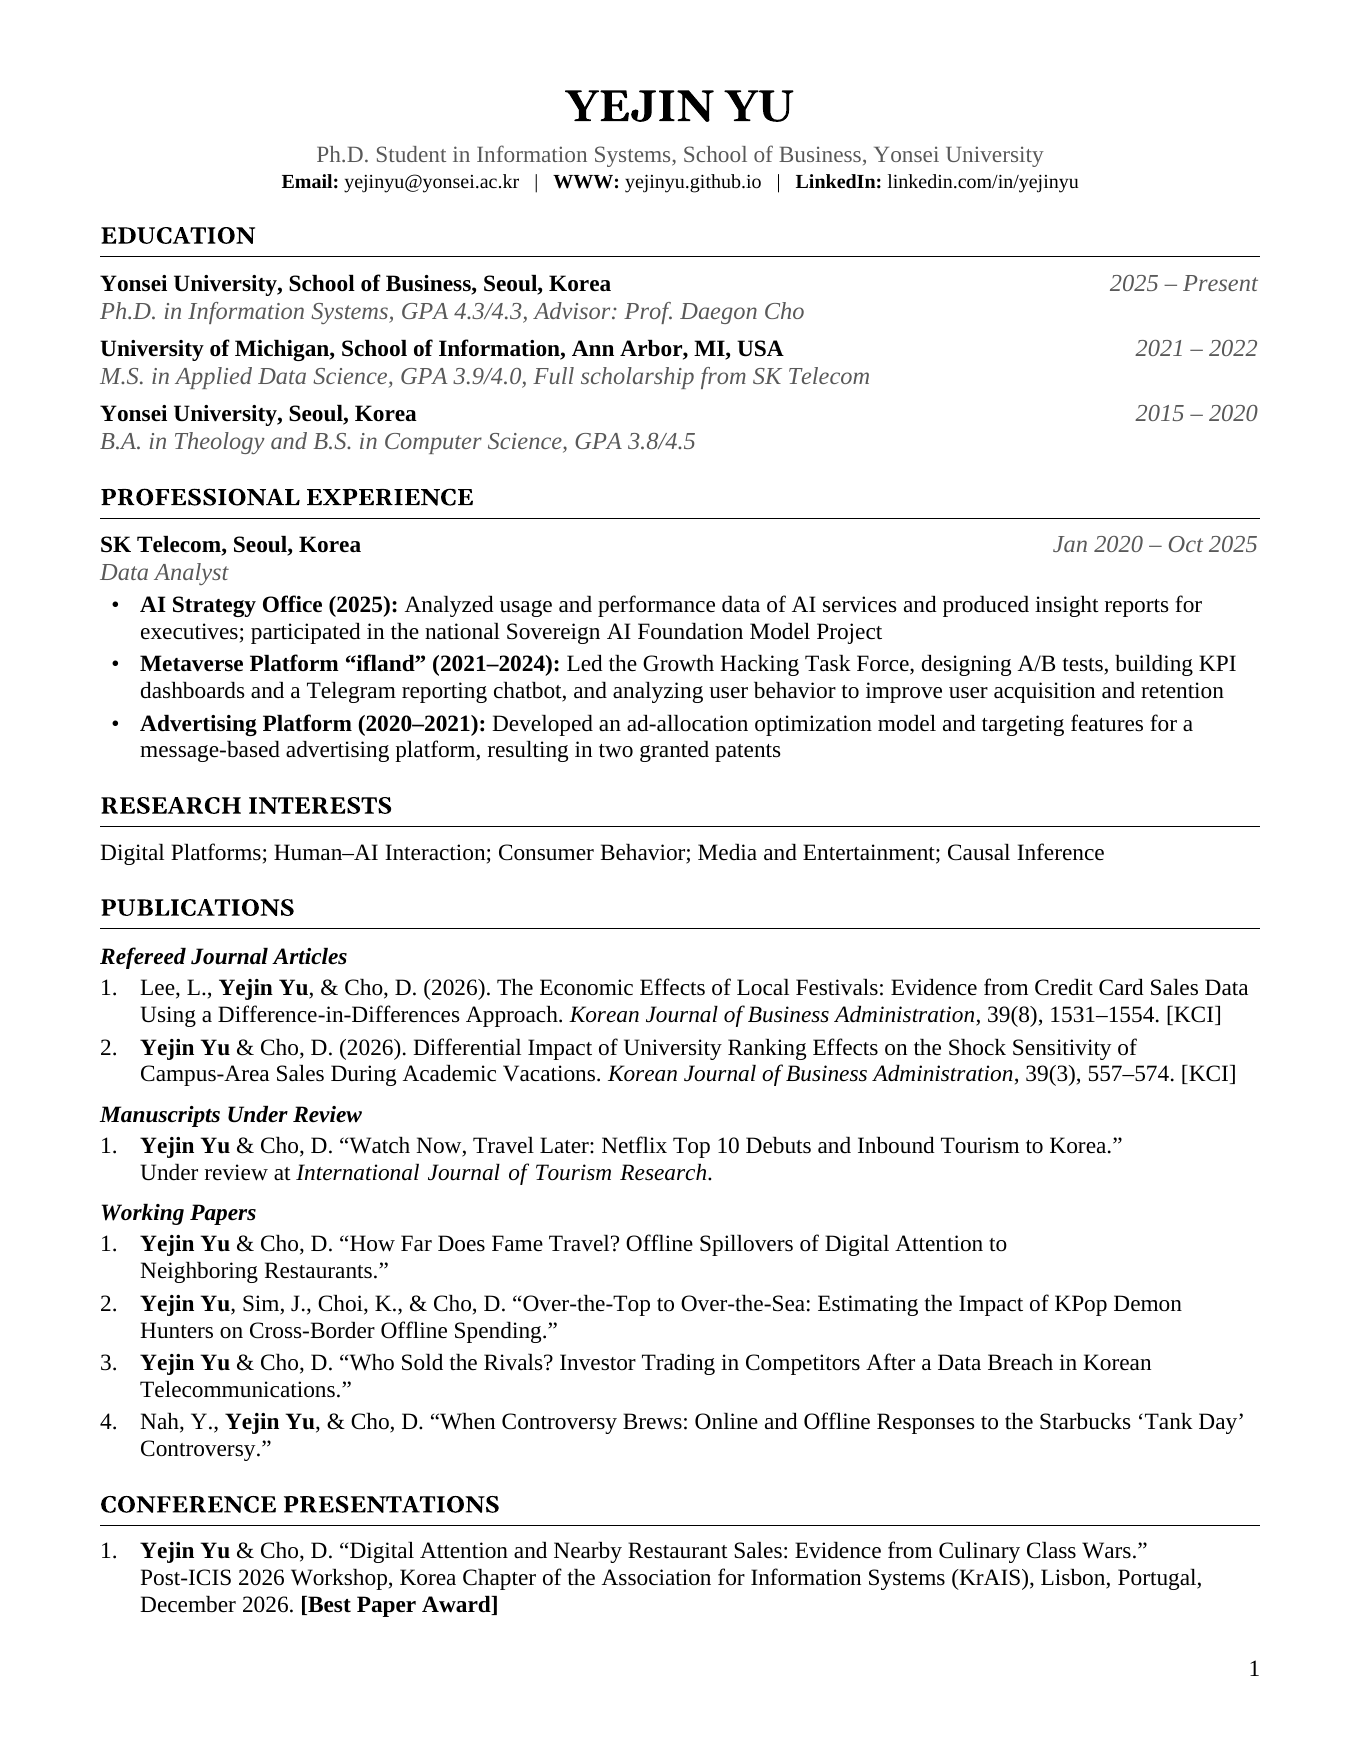 YEJIN YU
Ph.D. Student in Information Systems, School of Business, Yonsei University
Email: yejinyu@yonsei.ac.kr | WWW: yejinyu.github.io | LinkedIn: linkedin.com/in/yejinyu
EDUCATION
Yonsei University, School of Business, Seoul, Korea 2025 – Present
Ph.D. in Information Systems, GPA 4.3/4.3, Advisor: Prof. Daegon Cho
University of Michigan, School of Information, Ann Arbor, MI, USA 2021 – 2022
M.S. in Applied Data Science, GPA 3.9/4.0, Full scholarship from SK Telecom
Yonsei University, Seoul, Korea 2015 – 2020
B.A. in Theology and B.S. in Computer Science, GPA 3.8/4.5
PROFESSIONAL EXPERIENCE
SK Telecom, Seoul, Korea Jan 2020 – Oct 2025
Data Analyst
• AI Strategy Office (2025): Analyzed usage and performance data of AI services and produced insight reports for
executives; participated in the national Sovereign AI Foundation Model Project
• Metaverse Platform “ifland” (2021–2024): Led the Growth Hacking Task Force, designing A/B tests, building KPI
dashboards and a Telegram reporting chatbot, and analyzing user behavior to improve user acquisition and retention
• Advertising Platform (2020–2021): Developed an ad-allocation optimization model and targeting features for a
message-based advertising platform, resulting in two granted patents
RESEARCH INTERESTS
Digital Platforms; Human–AI Interaction; Consumer Behavior; Media and Entertainment; Causal Inference
PUBLICATIONS
Refereed Journal Articles
1. Lee, L., Yejin Yu, & Cho, D. (2026). The Economic Effects of Local Festivals: Evidence from Credit Card Sales Data
Using a Difference-in-Differences Approach. Korean Journal of Business Administration, 39(8), 1531–1554. [KCI]
2. Yejin Yu & Cho, D. (2026). Differential Impact of University Ranking Effects on the Shock Sensitivity of
Campus-Area Sales During Academic Vacations. Korean Journal of Business Administration, 39(3), 557–574. [KCI]
Manuscripts Under Review
1. Yejin Yu & Cho, D. “Watch Now, Travel Later: Netflix Top 10 Debuts and Inbound Tourism to Korea.”
Under review at International Journal of Tourism Research.
Working Papers
1. Yejin Yu & Cho, D. “How Far Does Fame Travel? Offline Spillovers of Digital Attention to
Neighboring Restaurants.”
2. Yejin Yu, Sim, J., Choi, K., & Cho, D. “Over-the-Top to Over-the-Sea: Estimating the Impact of KPop Demon
Hunters on Cross-Border Offline Spending.”
3. Yejin Yu & Cho, D. “Who Sold the Rivals? Investor Trading in Competitors After a Data Breach in Korean
Telecommunications.”
4. Nah, Y., Yejin Yu, & Cho, D. “When Controversy Brews: Online and Offline Responses to the Starbucks ‘Tank Day’
Controversy.”
CONFERENCE PRESENTATIONS
1. Yejin Yu & Cho, D. “Digital Attention and Nearby Restaurant Sales: Evidence from Culinary Class Wars.”
Post-ICIS 2026 Workshop, Korea Chapter of the Association for Information Systems (KrAIS), Lisbon, Portugal,
December 2026. [Best Paper Award]
1